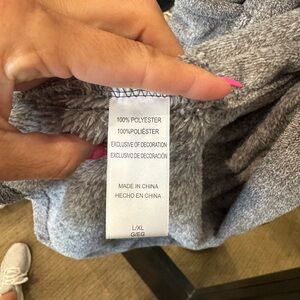 100% POLYESTER
100% POLIÉSTER
EXCLUSIVE OF DECORATION
EXCLUSIVO DE DECORACIÓN
MADE IN CHINA
HECHO EN CHINA
L/XL
G/EG